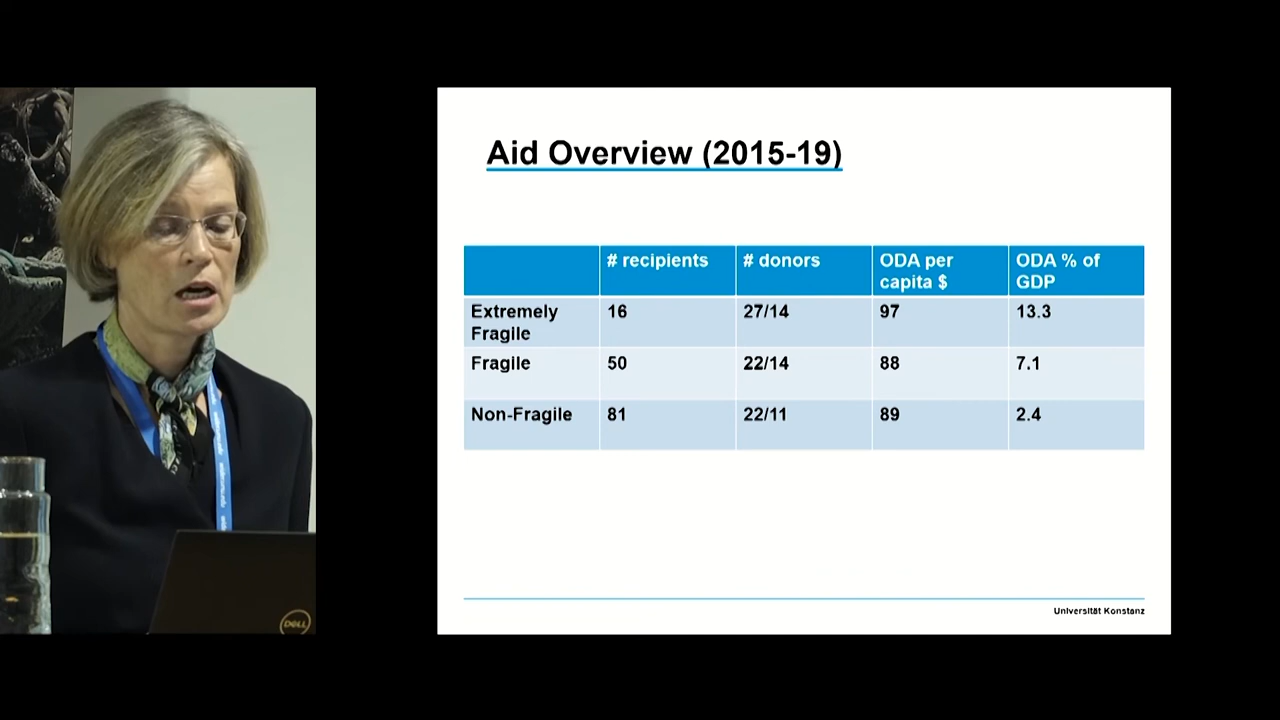 Aid Overview (2015-19)
# recipients # donors ODA per capita $ ODA % of GDP
Extremely Fragile 16 27/14 97 13.3
Fragile 50 22/14 88 7.1
Non-Fragile 81 22/11 89 2.4
Universität Konstanz
DELL